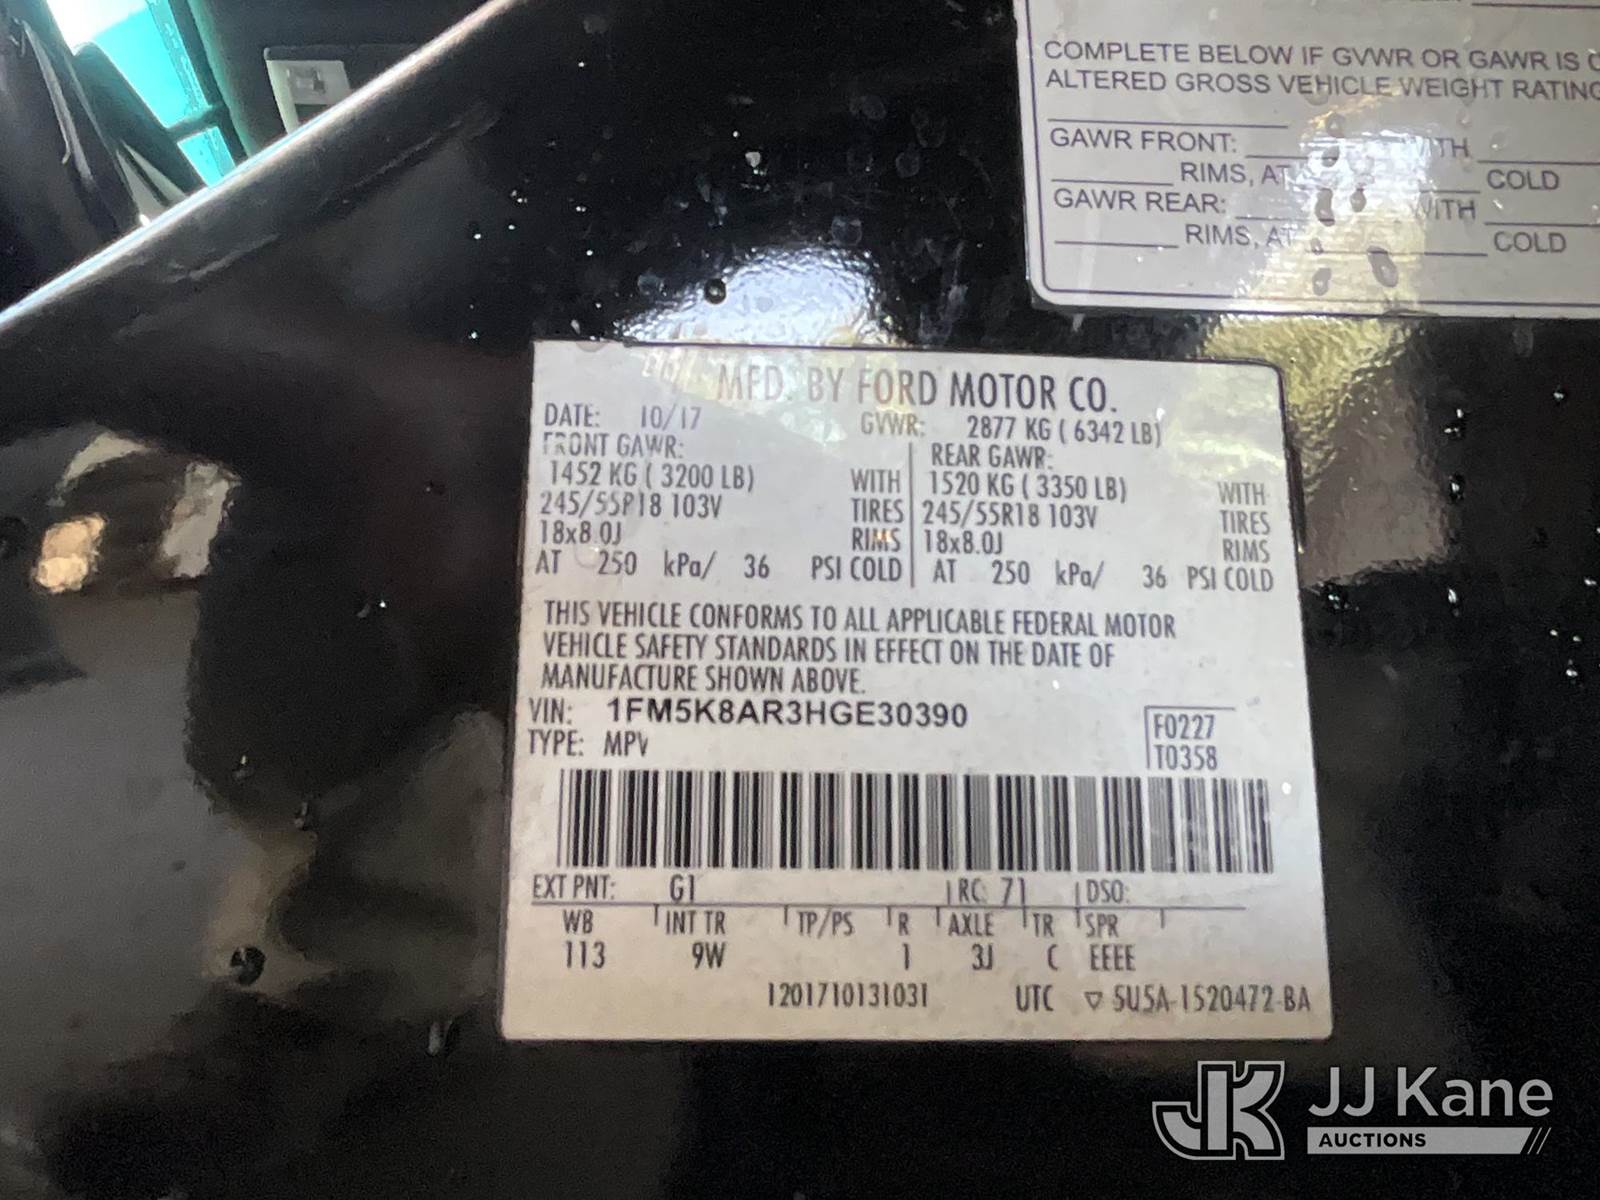 COMPLETE BELOW IF GVWR OR GAWR IS
ALTERED GROSS VEHICLE WEIGHT RATING
GAWR FRONT: WITH
RIMS, AT COLD
GAWR REAR: WITH
RIMS, AT COLD
MFD. BY FORD MOTOR CO.
DATE: 10/17 GVWR: 2877 KG ( 6342 LB)
FRONT GAWR: REAR GAWR:
1452 KG ( 3200 LB) WITH 1520 KG ( 3350 LB) WITH
245/55R18 103V TIRES 245/55R18 103V TIRES
18x8.0J RIMS 18x8.0J RIMS
AT 250 kPa/ 36 PSI COLD AT 250 kPa/ 36 PSI COLD
THIS VEHICLE CONFORMS TO ALL APPLICABLE FEDERAL MOTOR
VEHICLE SAFETY STANDARDS IN EFFECT ON THE DATE OF
MANUFACTURE SHOWN ABOVE.
VIN: 1FM5K8AR3HGE30390 F0227
TYPE: MPV T0358
EXT PNT: G1 RC: 71 DSO:
WB INT TR TP/PS R AXLE TR SPR
113 9W 1 3J C EEEE
1201710131031 UTC ▽ 5U5A-1520472-BA
JK JJ Kane
AUCTIONS